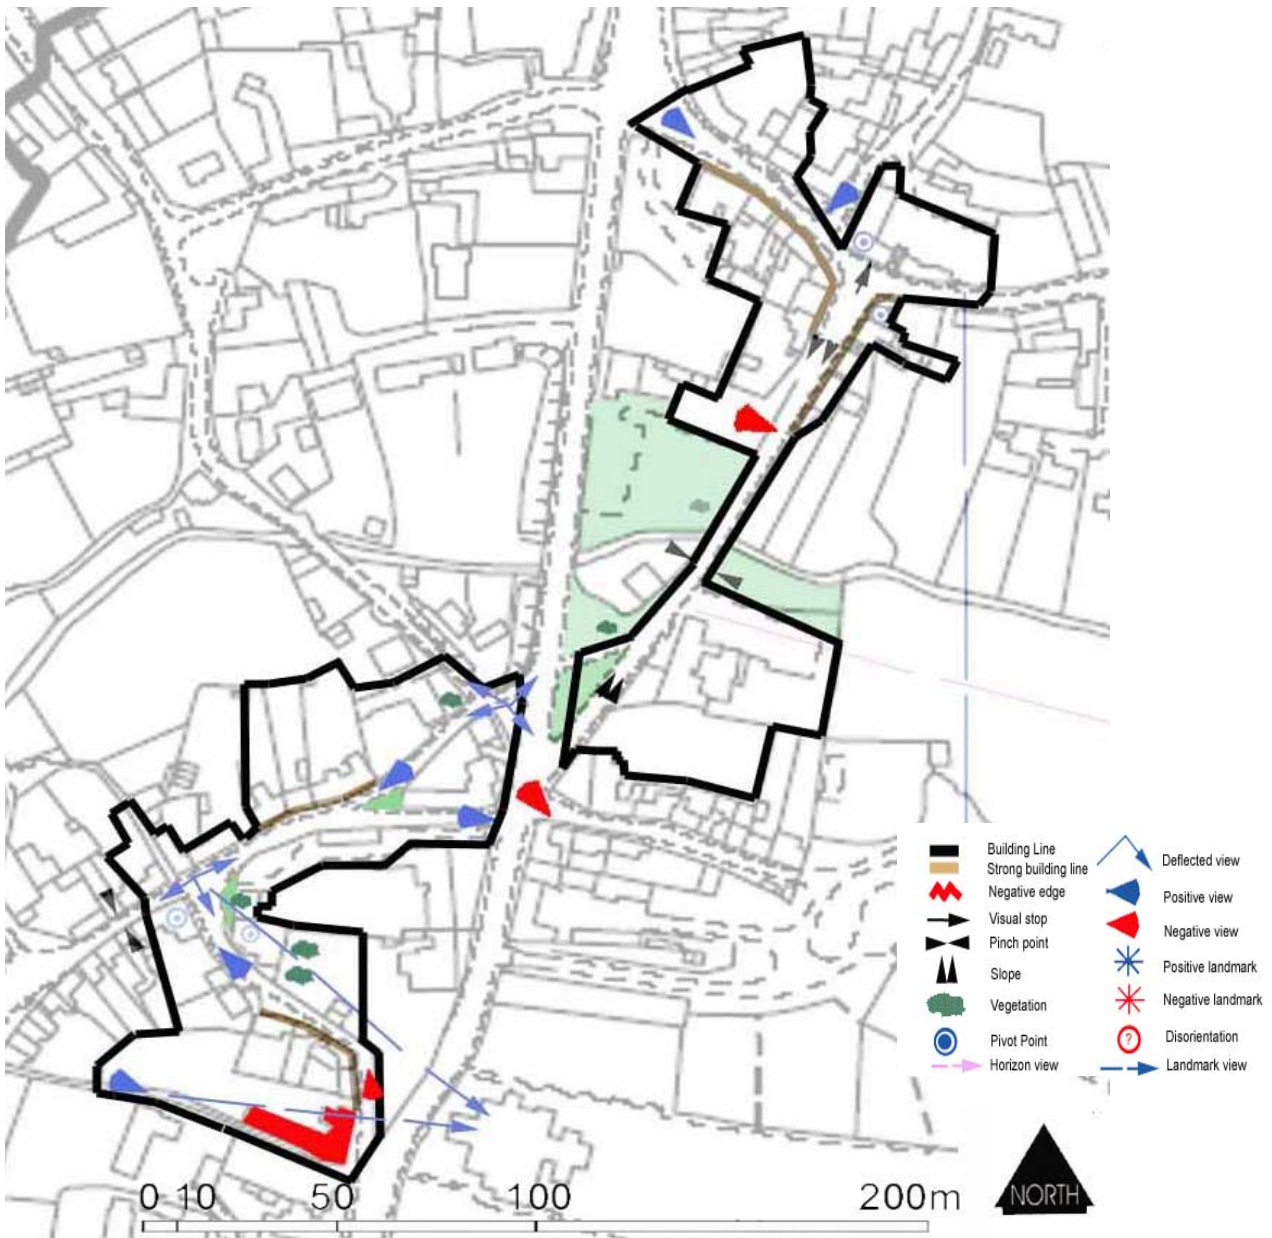 Building Line
Strong building line
Negative edge
Visual stop
Pinch point
Slope
Vegetation
Pivot Point
Horizon view
Deflected view
Positive view
Negative view
Positive landmark
Negative landmark
?
Disorientation
Landmark view
NORTH
0 10 50 100 200m